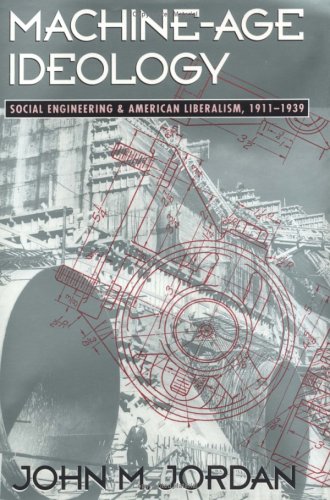 MACHINE-AGE
IDEOLOGY
SOCIAL ENGINEERING & AMERICAN LIBERALISM, 1911–1939
JOHN M. JORDAN